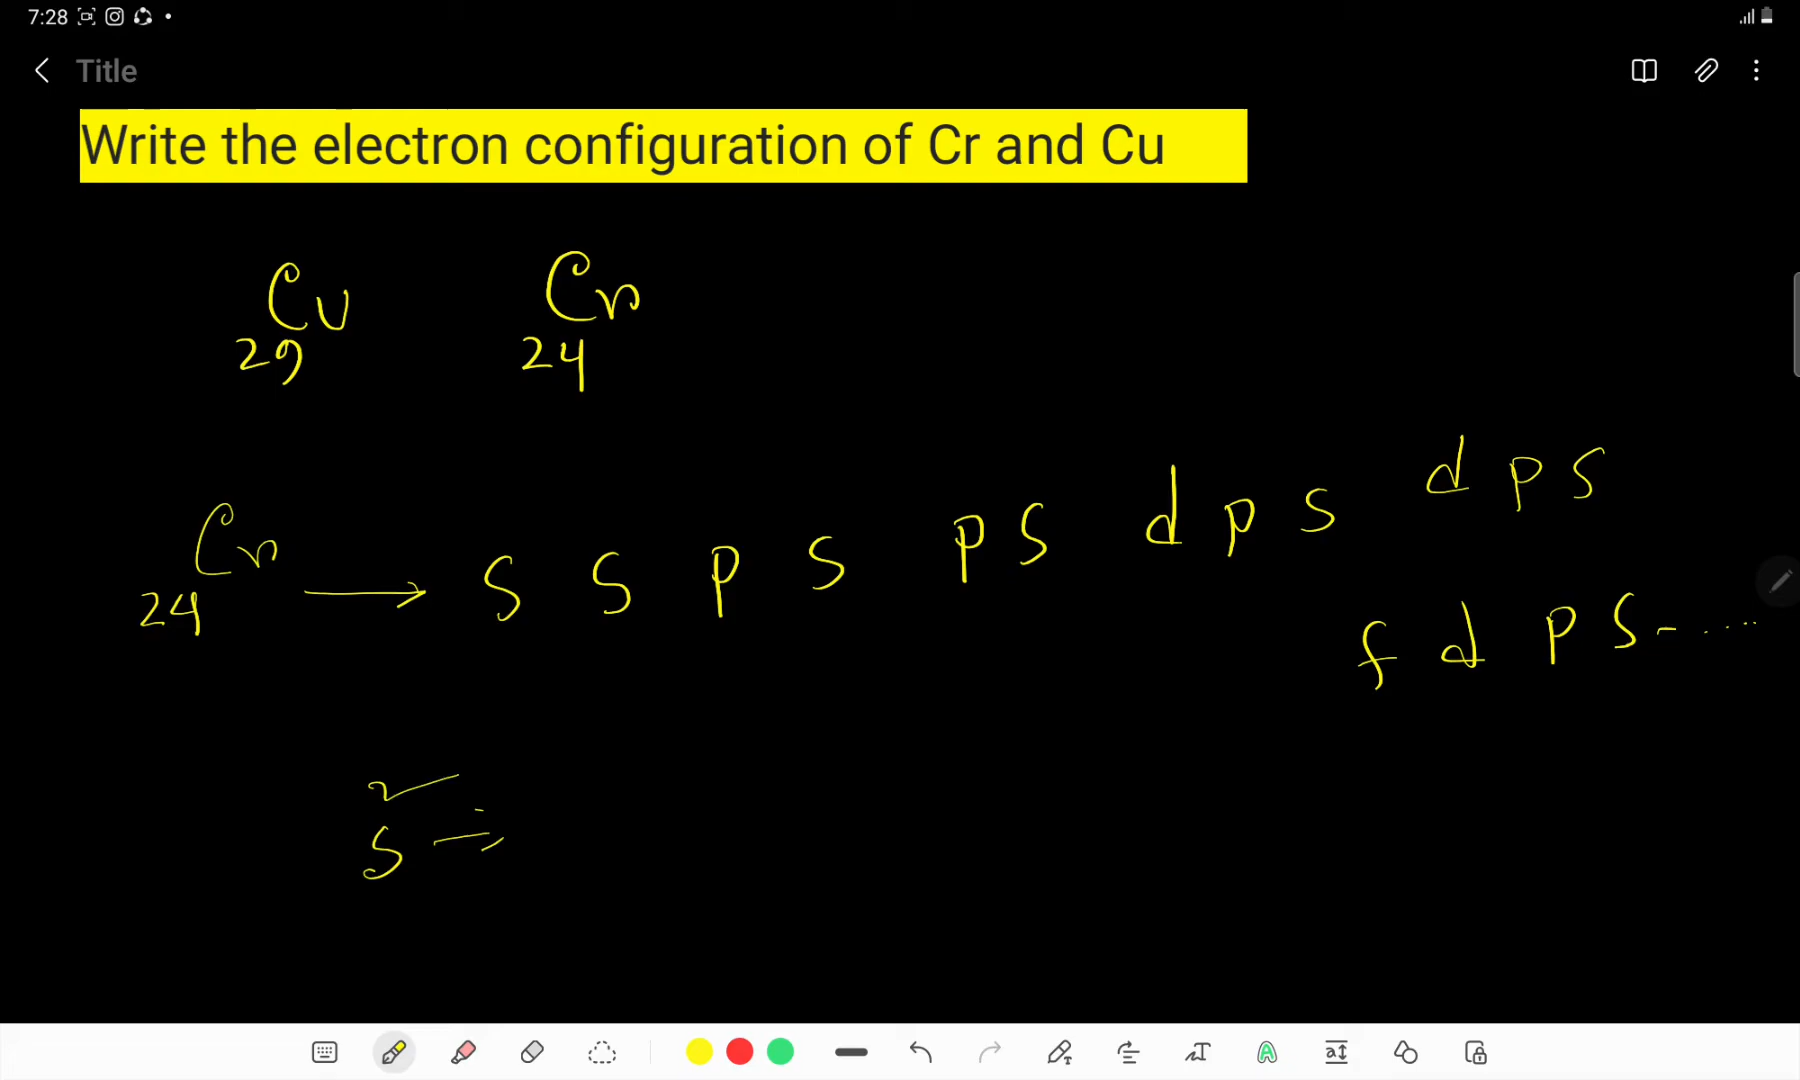 7:28
Title
Write the electron configuration of Cr and Cu
Cu Cr
29 24
24 Cr → s s p s p s d p s d p s
f d p s - .....
2
s ⇒